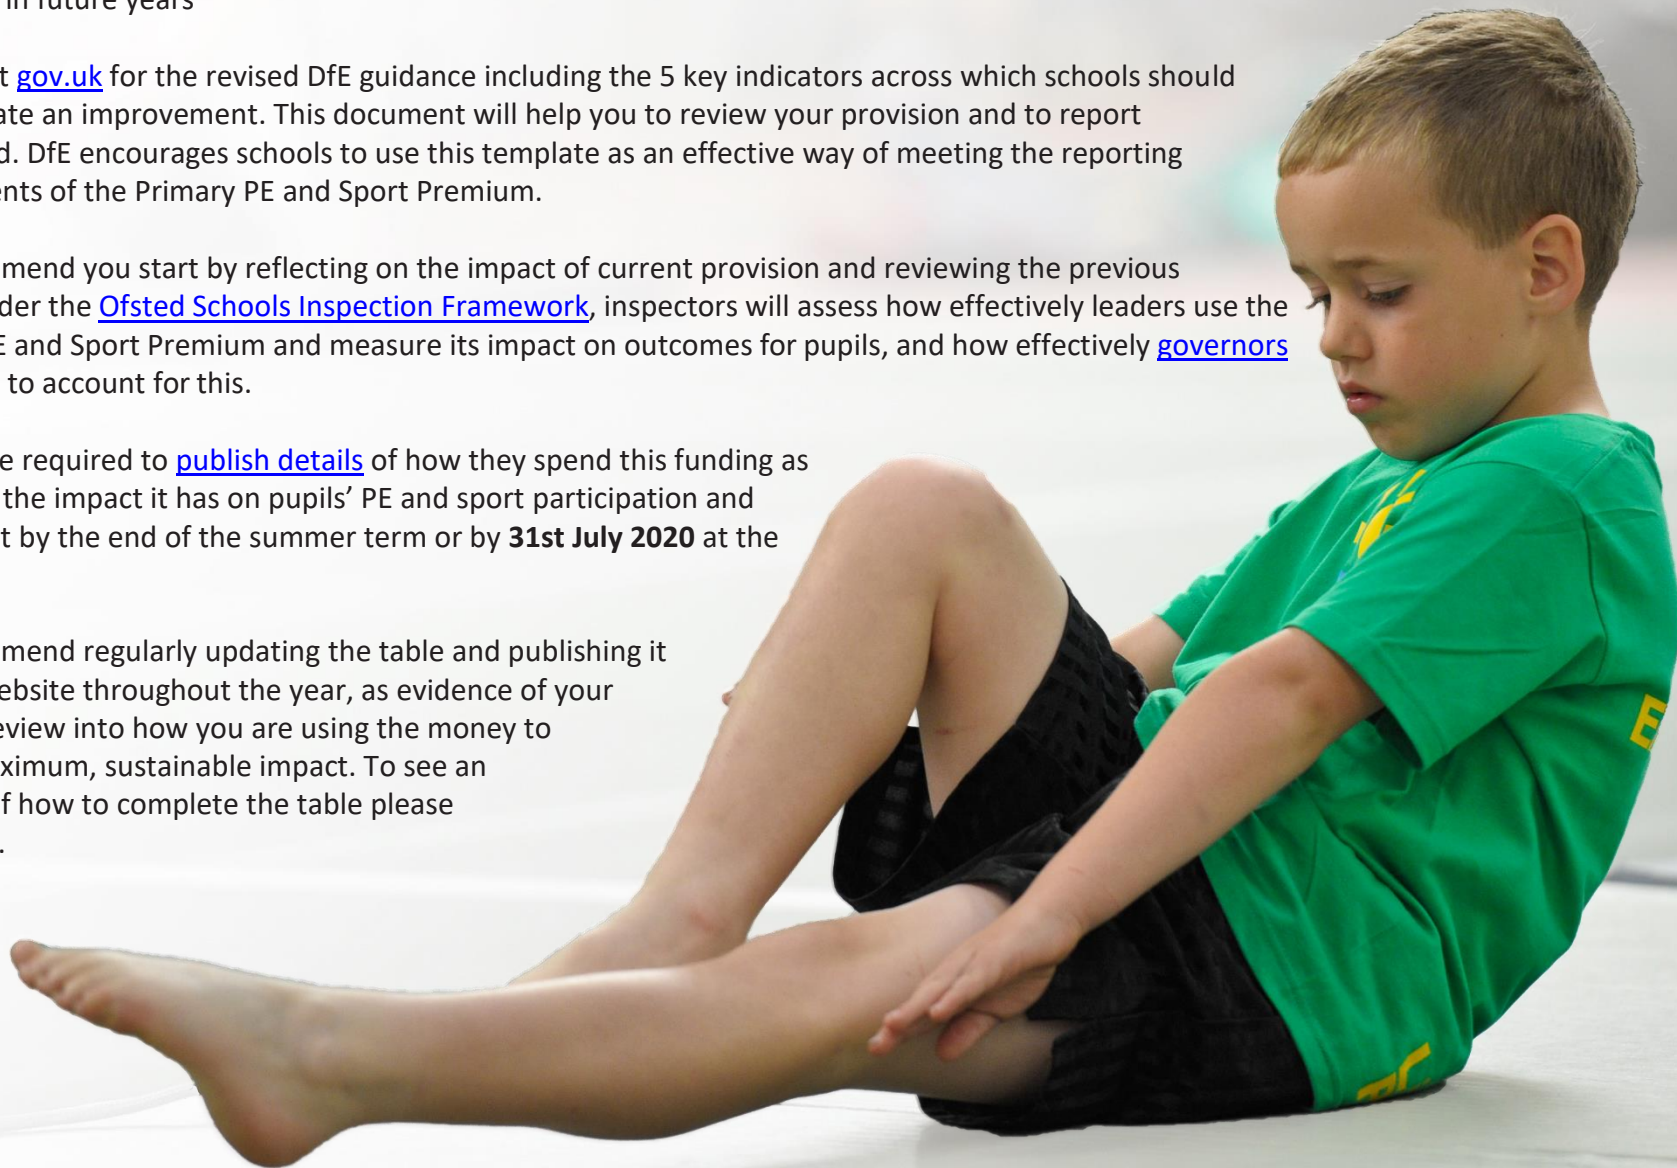 in future years
t gov.uk for the revised DfE guidance including the 5 key indicators across which schools should
ate an improvement. This document will help you to review your provision and to report
d. DfE encourages schools to use this template as an effective way of meeting the reporting
ents of the Primary PE and Sport Premium.
mend you start by reflecting on the impact of current provision and reviewing the previous
der the Ofsted Schools Inspection Framework, inspectors will assess how effectively leaders use the
E and Sport Premium and measure its impact on outcomes for pupils, and how effectively governors
to account for this.
e required to publish details of how they spend this funding as
the impact it has on pupils’ PE and sport participation and
t by the end of the summer term or by 31st July 2020 at the
mend regularly updating the table and publishing it
ebsite throughout the year, as evidence of your
eview into how you are using the money to
ximum, sustainable impact. To see an
f how to complete the table please
.